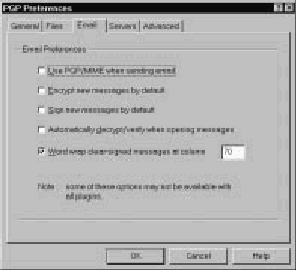 PGP Preferences
General Files Email Servers Advanced
Email Preferences
Use PGP/MIME when sending email
Encrypt new messages by default
Sign new messages by default
Automatically decrypt/verify when opening messages
Word wrap clear-signed messages at column 70
Note: some of these options may not be available with
all plugins.
OK Cancel Help